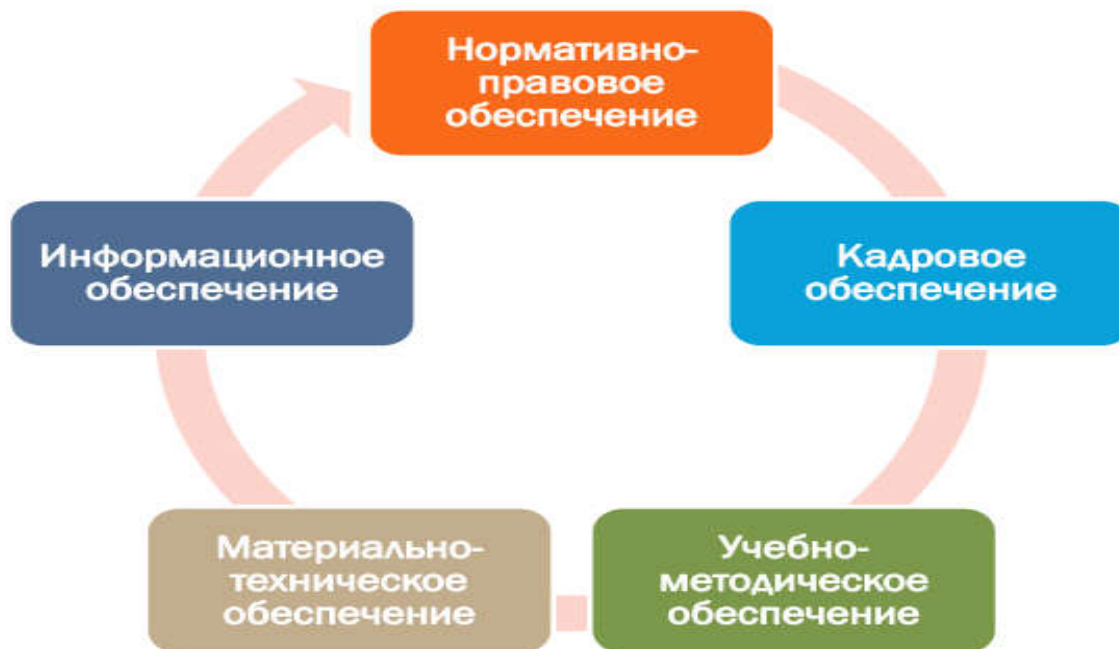 Нормативно-
правовое
обеспечение
Кадровое
обеспечение
Учебно-
методическое
обеспечение
Материально-
техническое
обеспечение
Информационное
обеспечение